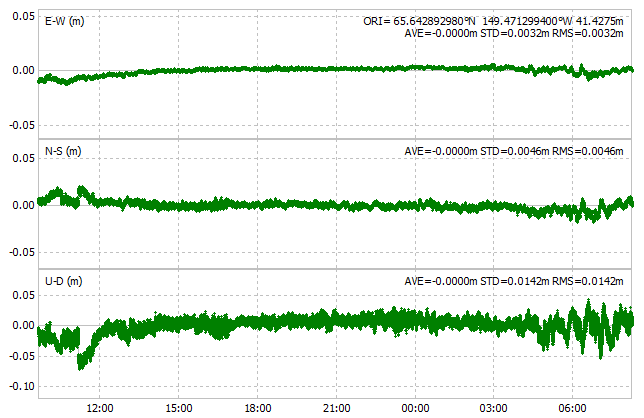 E-W (m)
ORI= 65.642892980°N  149.471299400°W 41.4275m
AVE=-0.0000m STD=0.0032m RMS=0.0032m
0.05
0.00
-0.05
N-S (m)
AVE=-0.0000m STD=0.0046m RMS=0.0046m
0.05
0.00
-0.05
U-D (m)
AVE=-0.0000m STD=0.0142m RMS=0.0142m
0.05
0.00
-0.05
-0.10
12:00 15:00 18:00 21:00 00:00 03:00 06:00